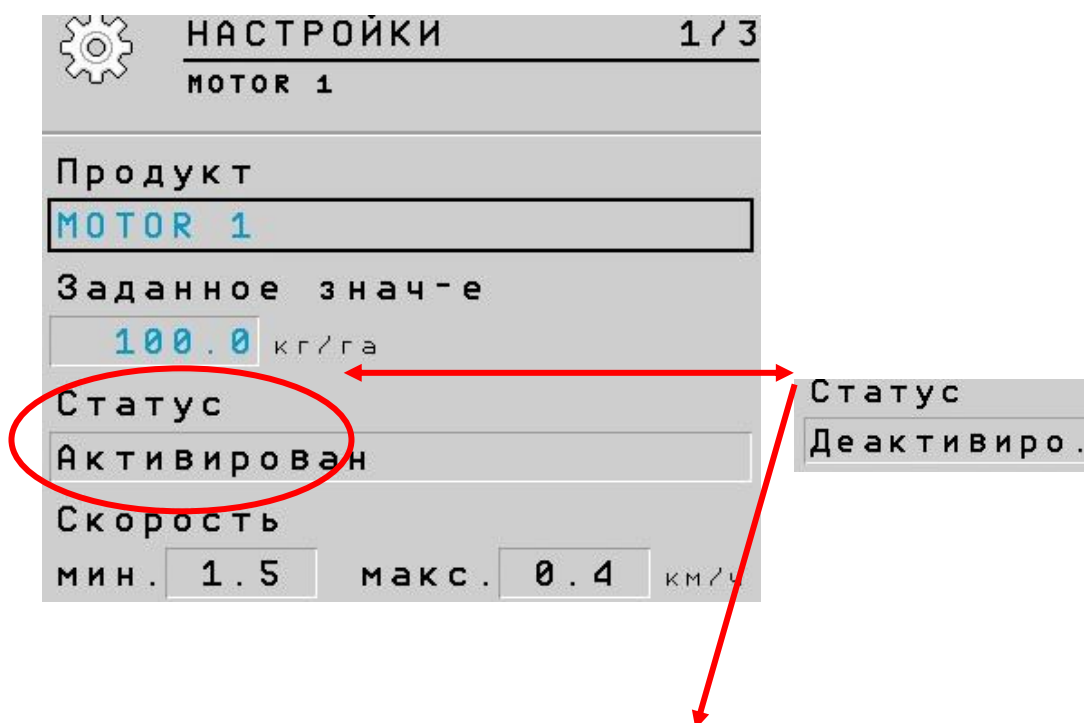 НАСТРОЙКИ 1/3
MOTOR 1
Продукт
MOTOR 1
Заданное знач-е
100.0 кг/га
Статус
Активирован
Скорость
мин. 1.5 макс. 0.4 км/ч
Статус
Деактивиро.